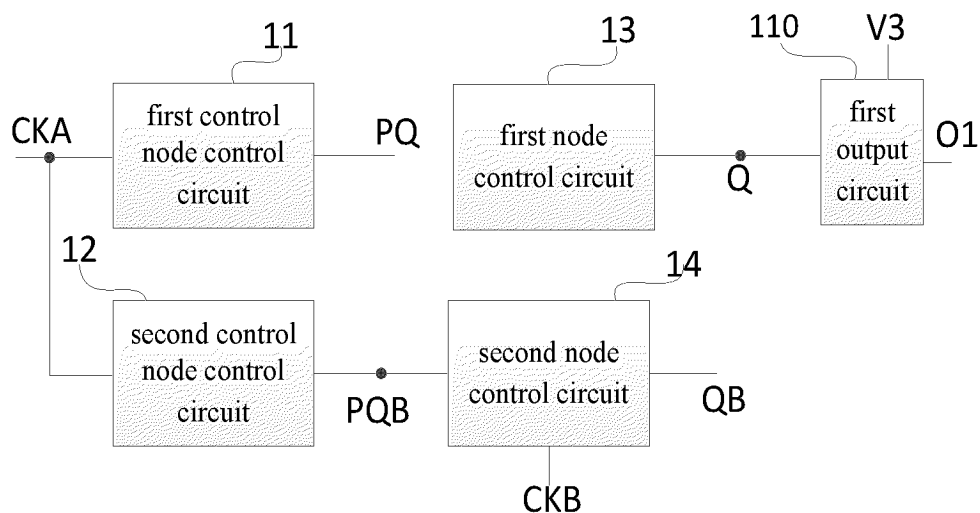 11
13
110
V3
CKA
first control
node control
circuit
PQ
first node
control circuit
Q
first
output
circuit
O1
12
14
second control
node control
circuit
PQB
second node
control circuit
QB
CKB